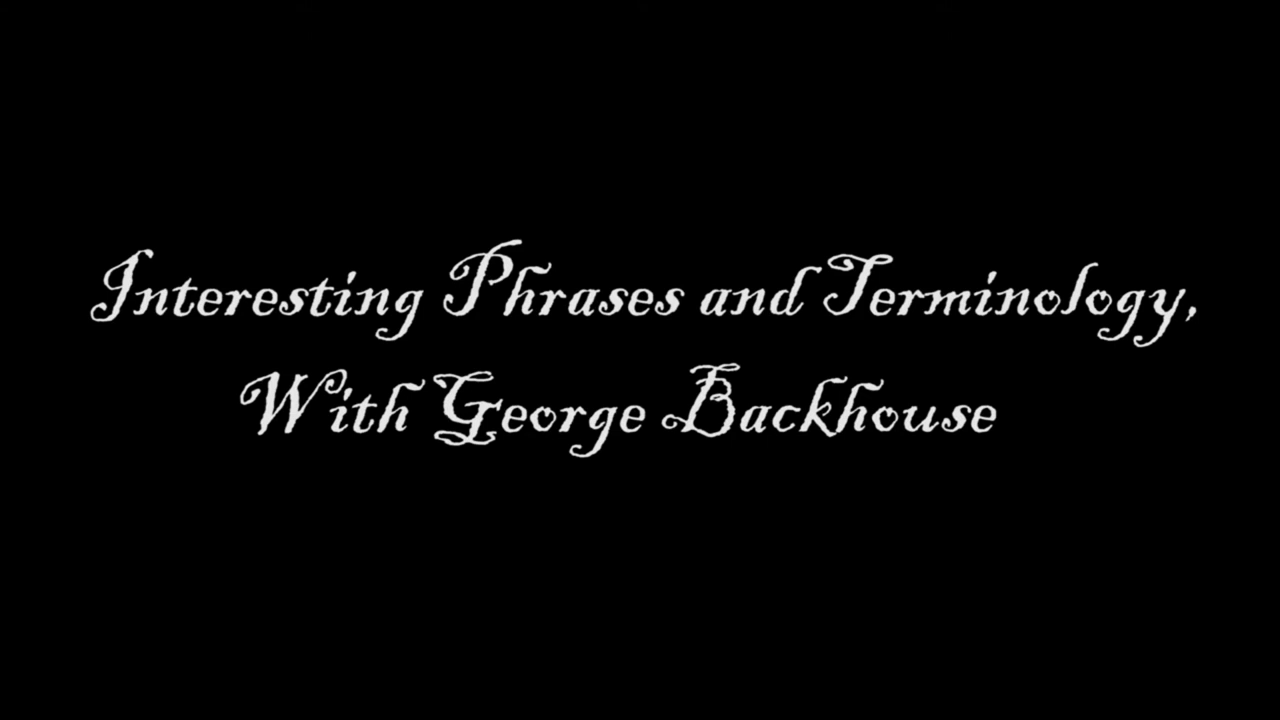 Interesting Phrases and Terminology,
With George Backhouse